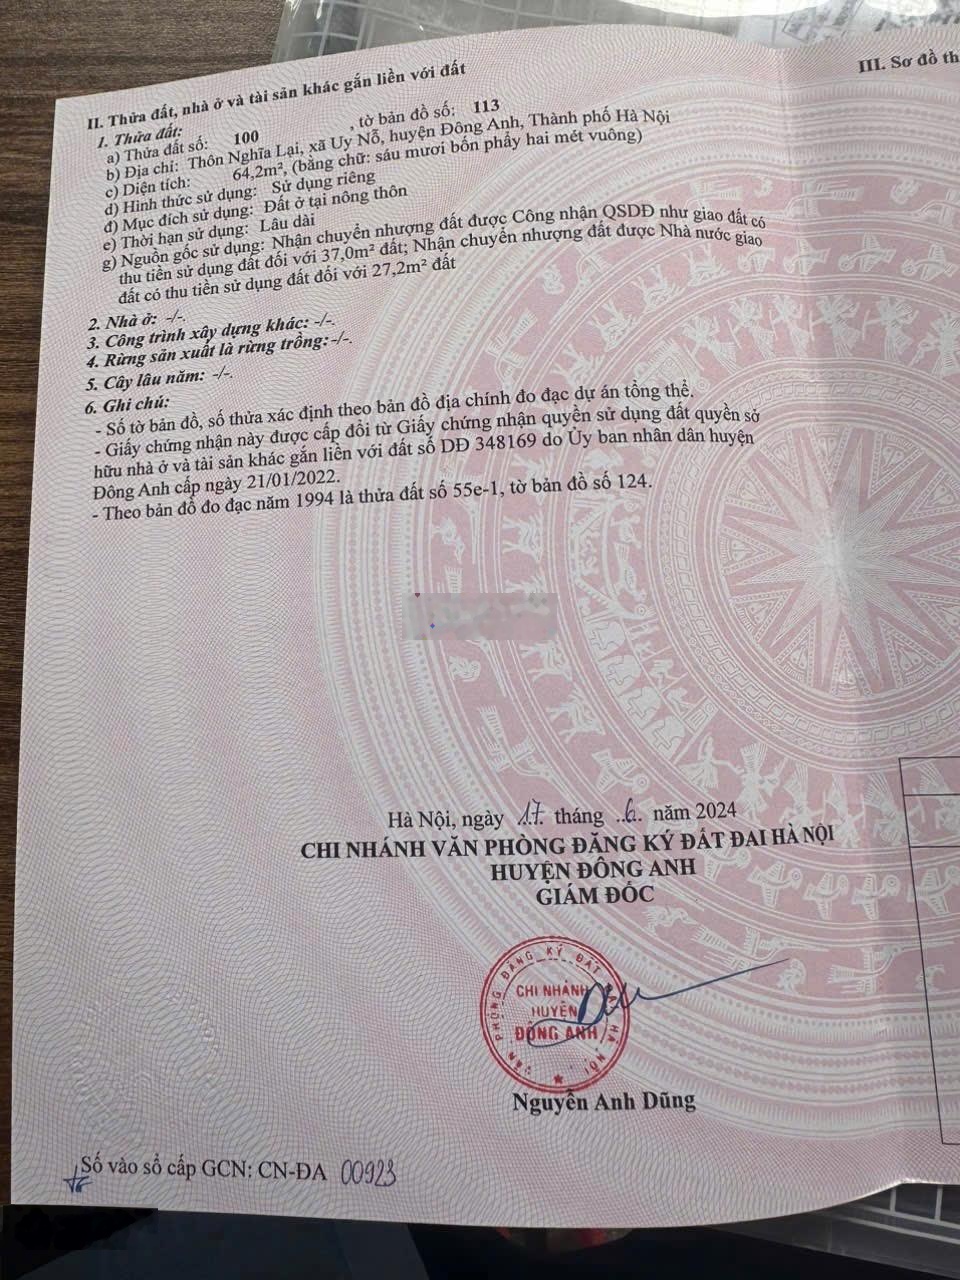 II. Thửa đất, nhà ở và tài sản khác gắn liền với đất
III. Sơ đồ th
1. Thửa đất:
a) Thửa đất số: 100 , tờ bản đồ số: 113
b) Địa chỉ: Thôn Nghĩa Lại, xã Uy Nỗ, huyện Đông Anh, Thành phố Hà Nội
c) Diện tích: 64,2m², (bằng chữ: sáu mươi bốn phẩy hai mét vuông)
d) Hình thức sử dụng: Sử dụng riêng
đ) Mục đích sử dụng: Đất ở tại nông thôn
e) Thời hạn sử dụng: Lâu dài
g) Nguồn gốc sử dụng: Nhận chuyển nhượng đất được Công nhận QSDĐ như giao đất có
thu tiền sử dụng đất đối với 37,0m² đất; Nhận chuyển nhượng đất được Nhà nước giao
đất có thu tiền sử dụng đất đối với 27,2m² đất
2. Nhà ở: -/-.
3. Công trình xây dựng khác: -/-.
4. Rừng sản xuất là rừng trồng:-/-.
5. Cây lâu năm: -/-.
6. Ghi chú:
- Số tờ bản đồ, số thửa xác định theo bản đồ địa chính đo đạc dự án tổng thể.
- Giấy chứng nhận này được cấp đổi từ Giấy chứng nhận quyền sử dụng đất quyền sở
hữu nhà ở và tài sản khác gắn liền với đất số DĐ 348169 do Ủy ban nhân dân huyện
Đông Anh cấp ngày 21/01/2022.
- Theo bản đồ đo đạc năm 1994 là thửa đất số 55e-1, tờ bản đồ số 124.
Hà Nội, ngày 17 tháng 6 năm 2024
CHI NHÁNH VĂN PHÒNG ĐĂNG KÝ ĐẤT ĐAI HÀ NỘI
HUYỆN ĐÔNG ANH
GIÁM ĐỐC
VĂN PHÒNG ĐĂNG KÝ ĐẤT ĐAI HÀ NỘI
CHI NHÁNH
HUYỆN
ĐÔNG ANH
Nguyễn Anh Dũng
Số vào sổ cấp GCN: CN-ĐA 00923